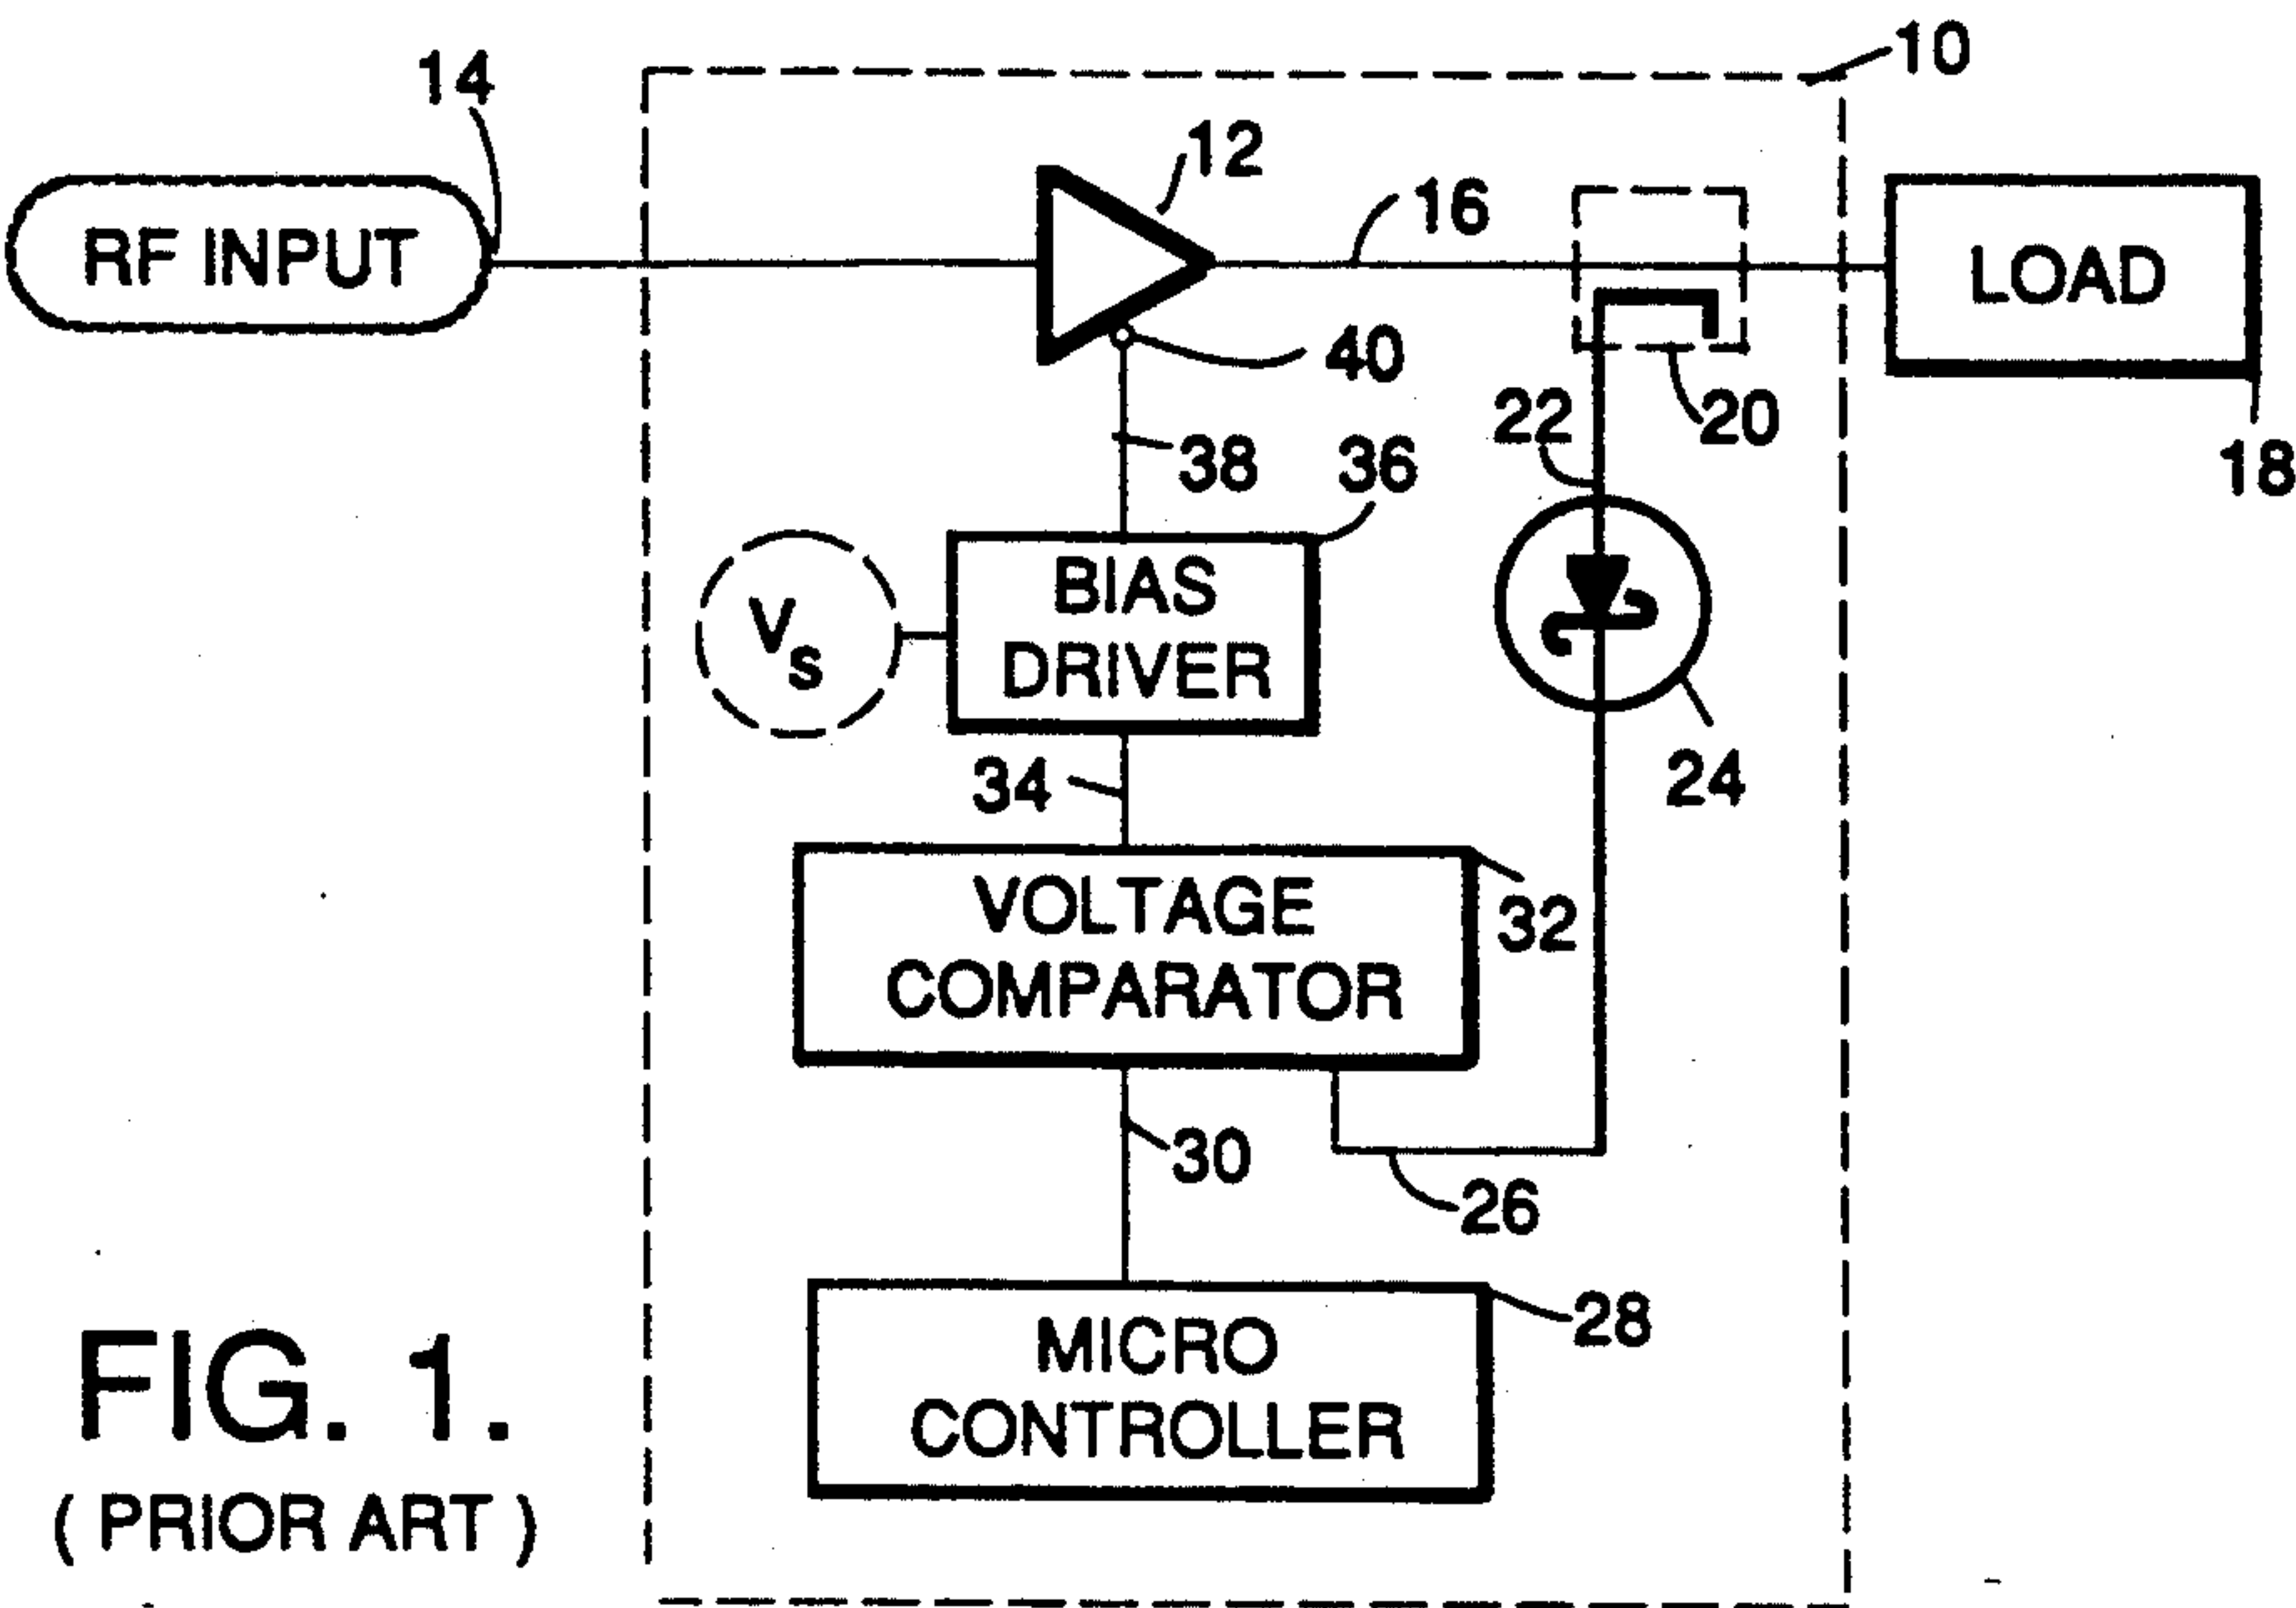 10
14
12
16
RF INPUT
LOAD
40
22
20
38
36
18
BIAS
DRIVER
Vs
24
34
VOLTAGE
COMPARATOR
32
30
26
28
MICRO
CONTROLLER
FIG. 1.
( PRIOR ART )